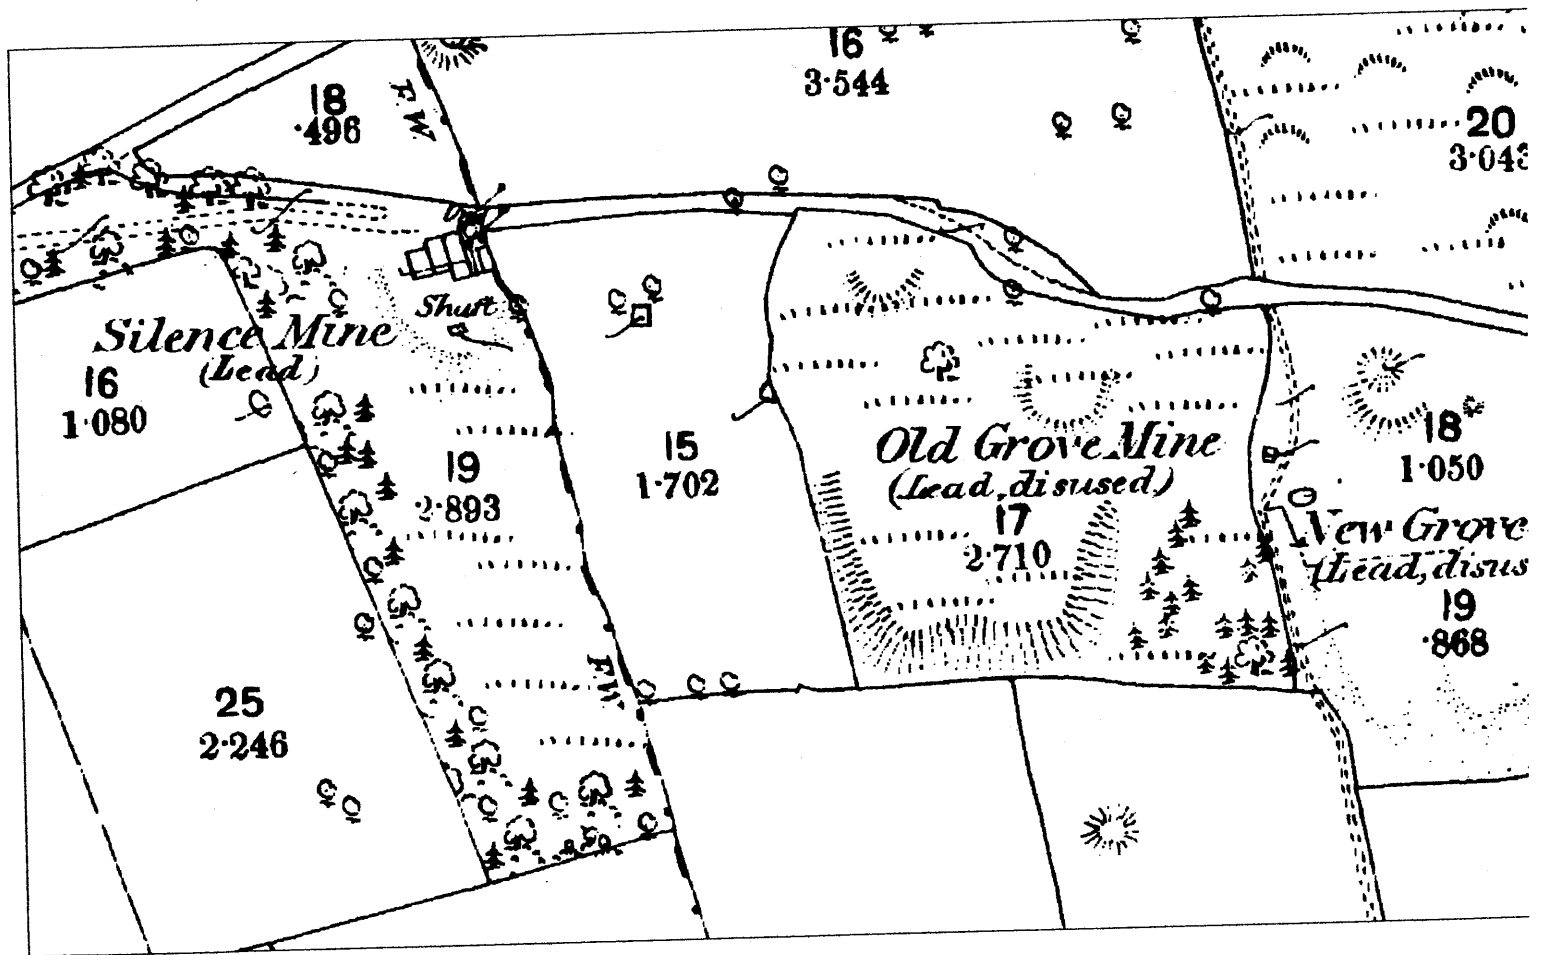 16
3·544
18
·496
F.W.
20
3·043
Shaft
Silence Mine
(Lead)
16
1·080
19
2·893
15
1·702
Old Grove Mine
(Lead, disused)
17
2·710
18
1·050
New Grove
(Lead, disus
19
·868
F.W.
25
2·246